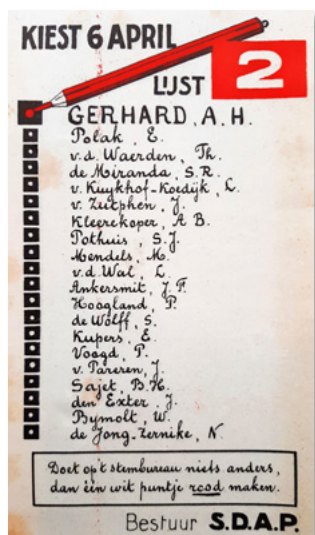 KIEST 6 APRIL
LIJST 2
GERHARD, A. H.
Polak, E.
v.d. Waerden, Th.
de Miranda, S.R.
v. Kuykhof-Koedijk, L.
v. Zutphen, J.
Kleerekoper, A B.
Pothuis, S. J.
Mendels, M.
v.d. Wal, L.
Ankersmit, J. F.
Hoogland, P.
de Wolff, S.
Kupers, E.
Voogd, P.
v. Pareren, J.
Sajet, B.H.
den Exter, J.
Bymolt, W.
de Jong-Zernike, N.
Doet op 't stembureau niets anders,
dan één wit puntje rood maken.
Bestuur S.D.A.P.